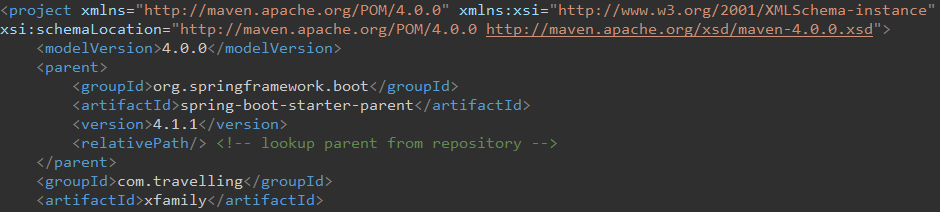 <project xmlns="http://maven.apache.org/POM/4.0.0" xmlns:xsi="http://www.w3.org/2001/XMLSchema-instance"
xsi:schemaLocation="http://maven.apache.org/POM/4.0.0 http://maven.apache.org/xsd/maven-4.0.0.xsd">
    <modelVersion>4.0.0</modelVersion>
    <parent>
        <groupId>org.springframework.boot</groupId>
        <artifactId>spring-boot-starter-parent</artifactId>
        <version>4.1.1</version>
        <relativePath/> <!-- lookup parent from repository -->
    </parent>
    <groupId>com.travelling</groupId>
    <artifactId>xfamily</artifactId>